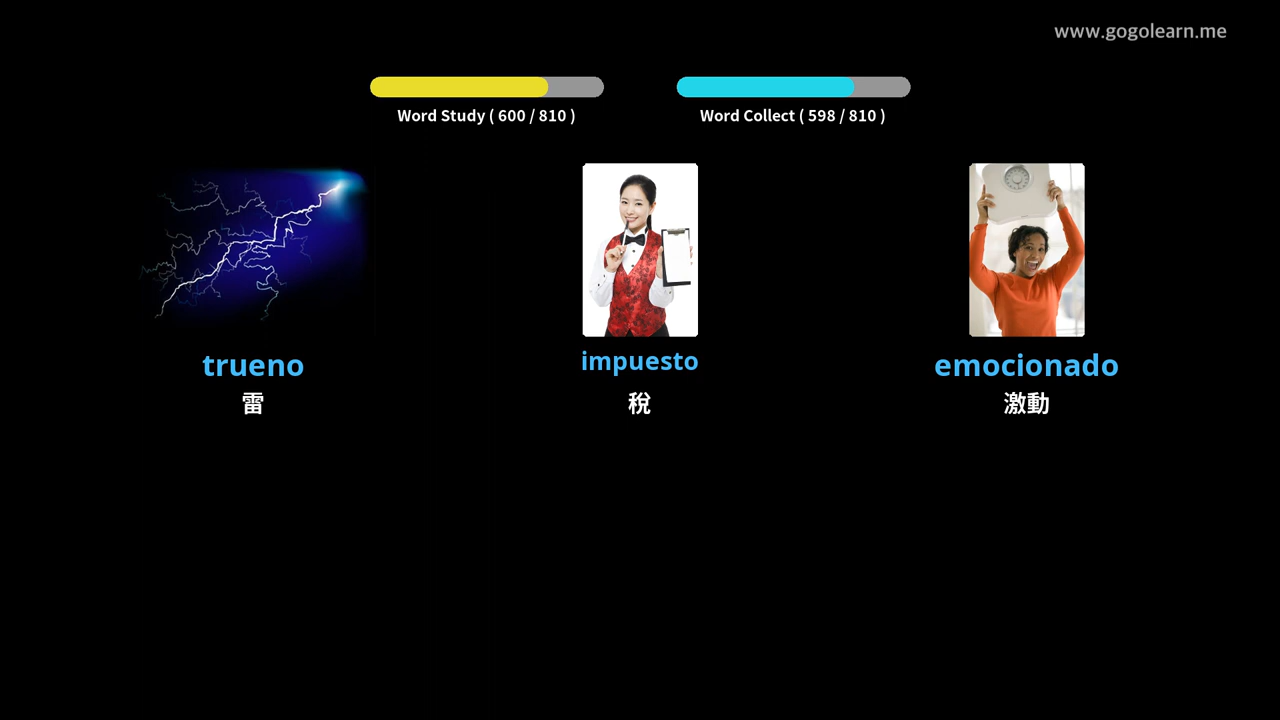 www.gogolearn.me
Word Study ( 600 / 810 )
Word Collect ( 598 / 810 )
trueno
雷
impuesto
稅
emocionado
激動